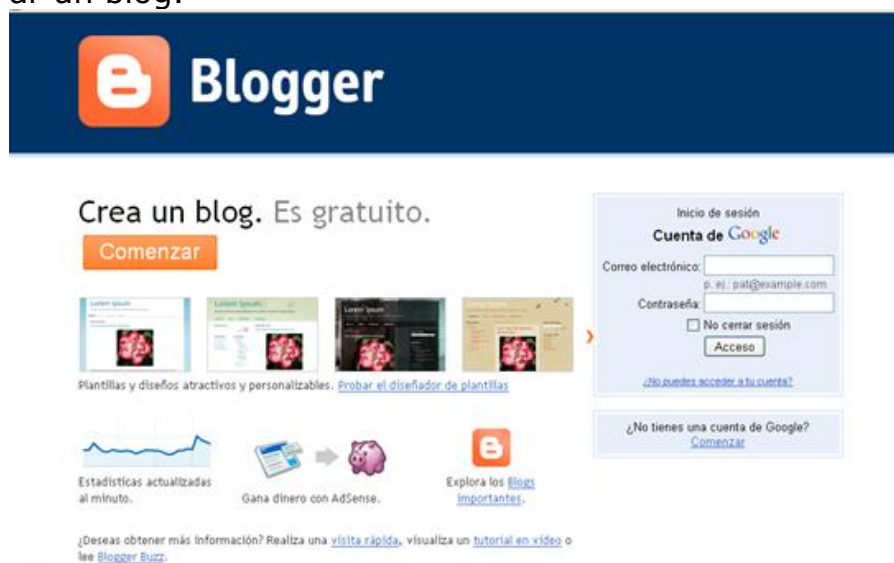 ar un blog.
Blogger
Crea un blog. Es gratuito.
Comenzar
Plantillas y diseños atractivos y personalizables. Probar el diseñador de plantillas
Estadísticas actualizadas
al minuto.
Gana dinero con AdSense.
Explora los Blogs
importantes.
¿Deseas obtener más información? Realiza una visita rápida, visualiza un tutorial en vídeo o
lee Blogger Buzz.
Inicio de sesión
Cuenta de Google
Correo electrónico:
p. ej.: pat@example.com
Contraseña:
No cerrar sesión
Acceso
¿No puedes acceder a tu cuenta?
¿No tienes una cuenta de Google?
Comenzar